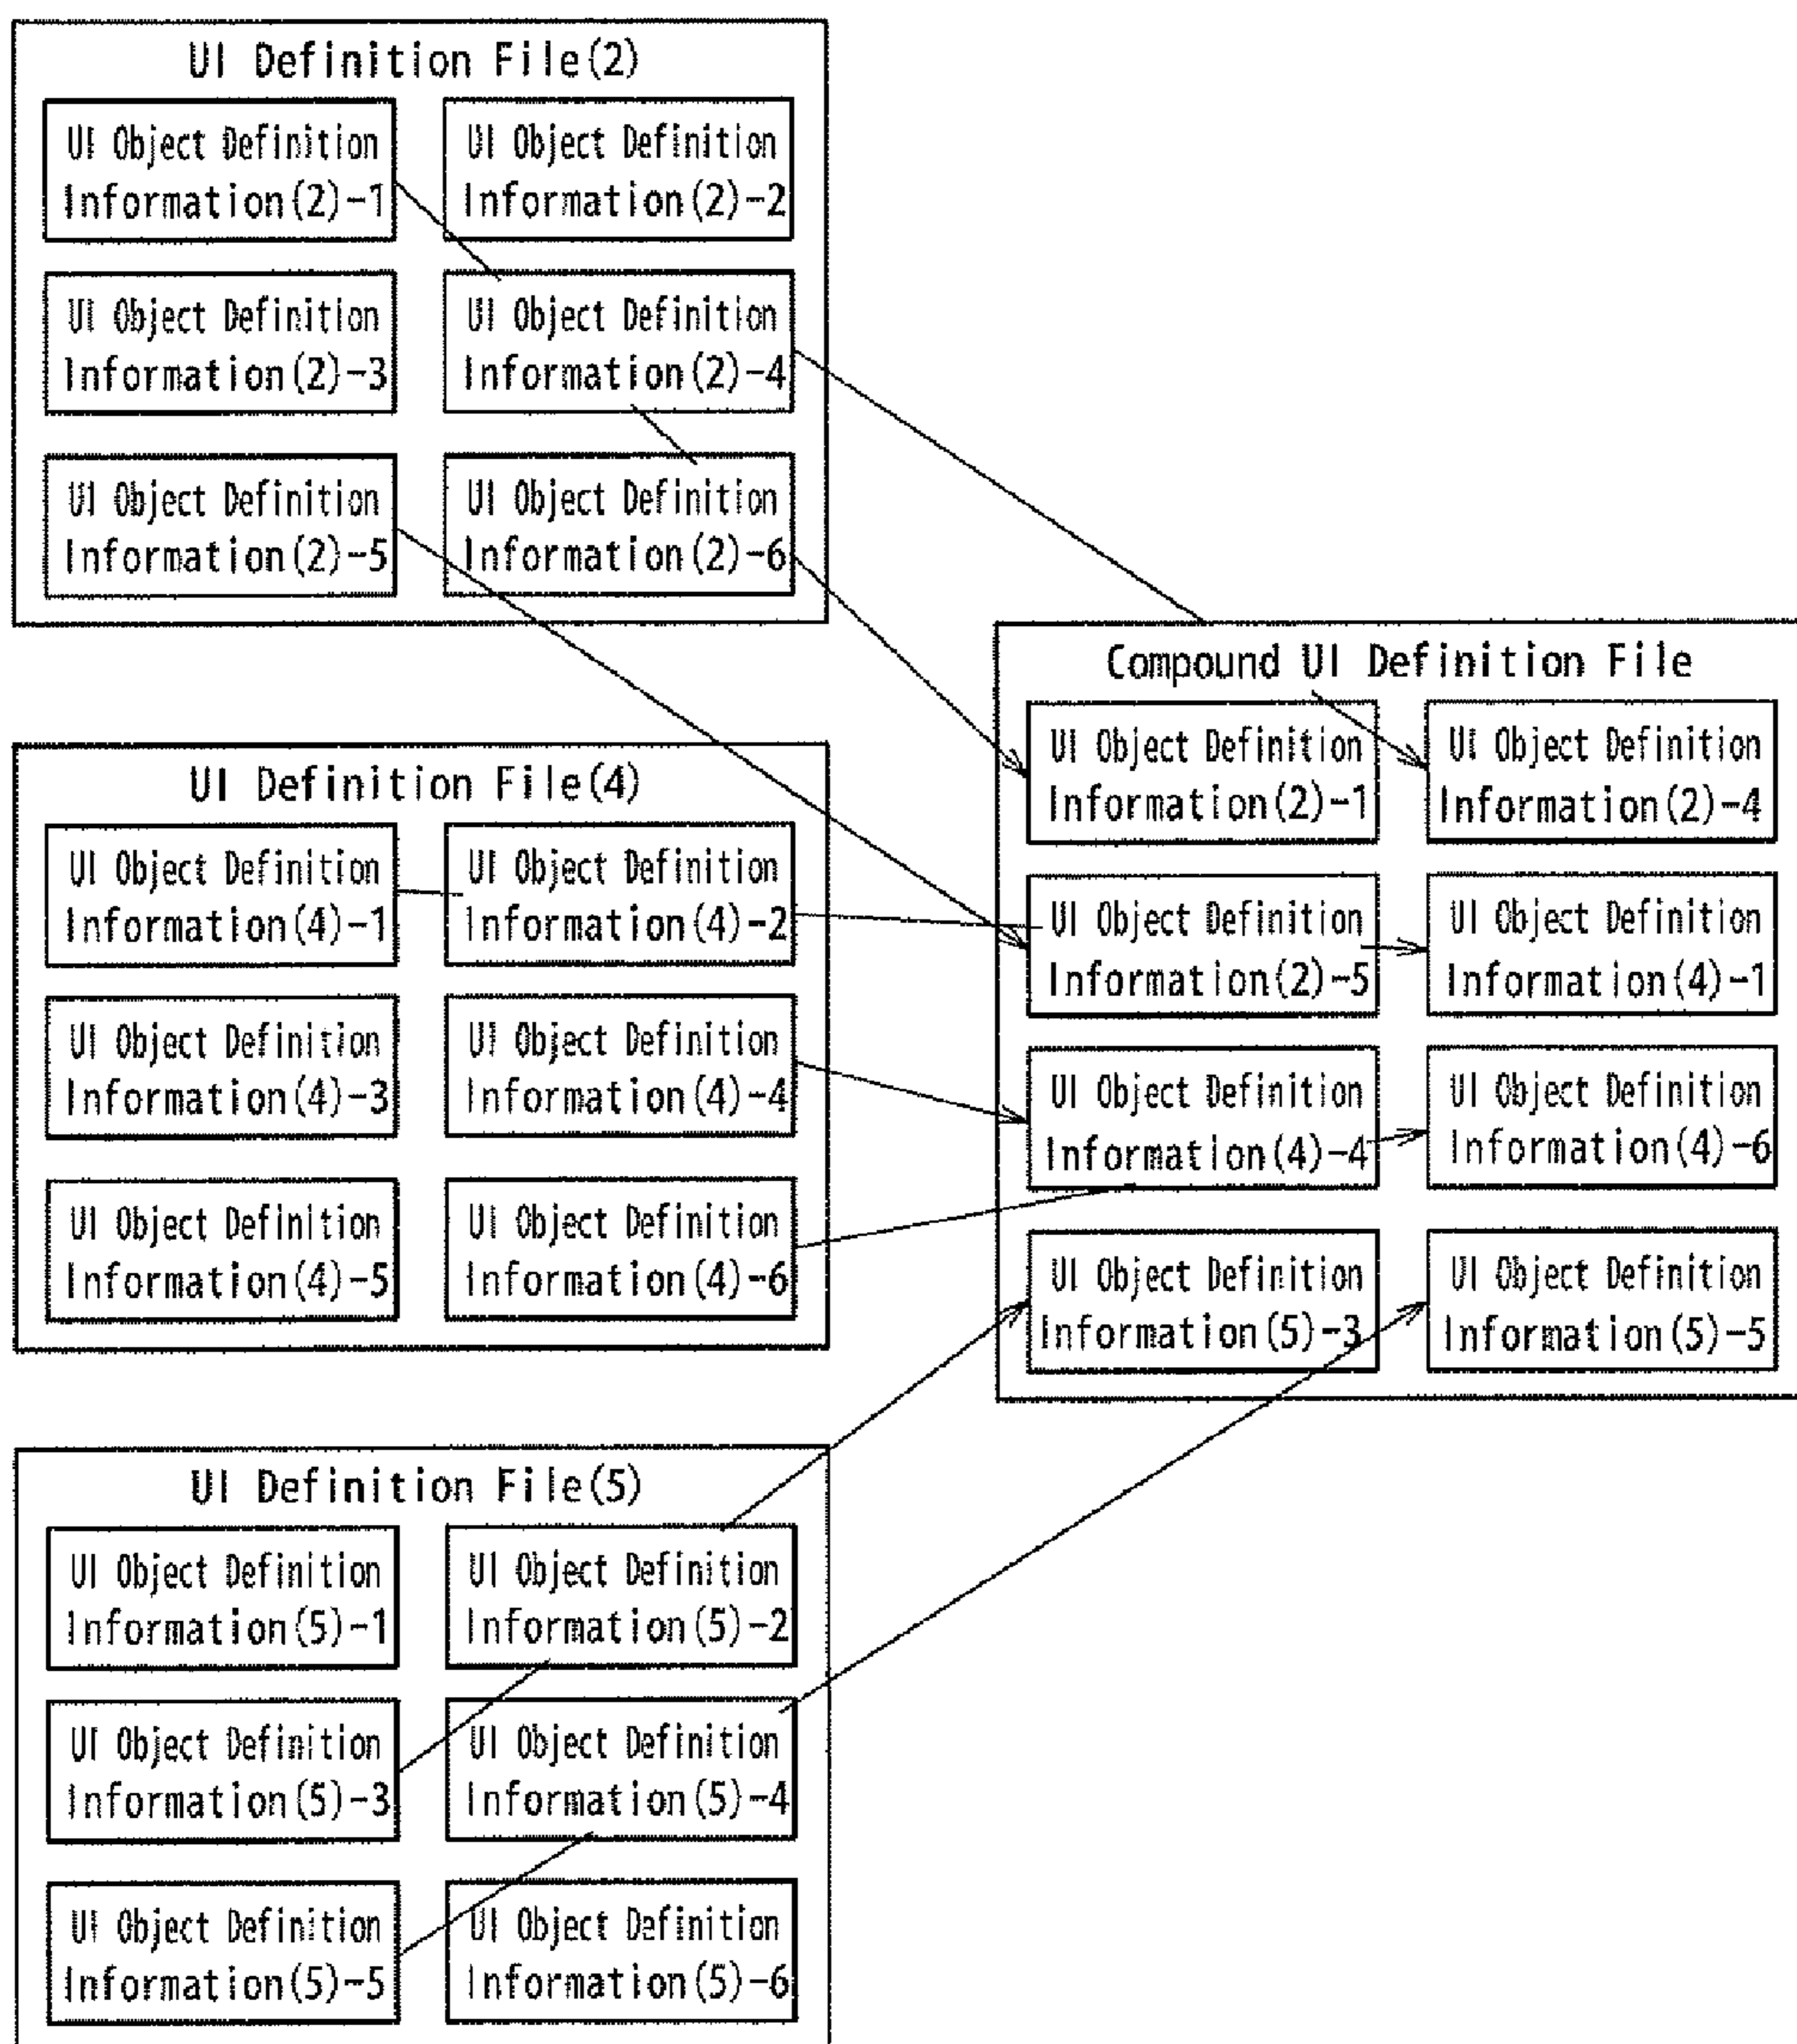 UI Definition File(2)
UI Object Definition
Information(2)-1
UI Object Definition
Information(2)-2
UI Object Definition
Information(2)-3
UI Object Definition
Information(2)-4
UI Object Definition
Information(2)-5
UI Object Definition
Information(2)-6
UI Definition File(4)
UI Object Definition
Information(4)-1
UI Object Definition
Information(4)-2
UI Object Definition
Information(4)-3
UI Object Definition
Information(4)-4
UI Object Definition
Information(4)-5
UI Object Definition
Information(4)-6
UI Definition File(5)
UI Object Definition
Information(5)-1
UI Object Definition
Information(5)-2
UI Object Definition
Information(5)-3
UI Object Definition
Information(5)-4
UI Object Definition
Information(5)-5
UI Object Definition
Information(5)-6
Compound UI Definition File
UI Object Definition
Information(2)-1
UI Object Definition
Information(2)-4
UI Object Definition
Information(2)-5
UI Object Definition
Information(4)-1
UI Object Definition
Information(4)-4
UI Object Definition
Information(4)-6
UI Object Definition
Information(5)-3
UI Object Definition
Information(5)-5